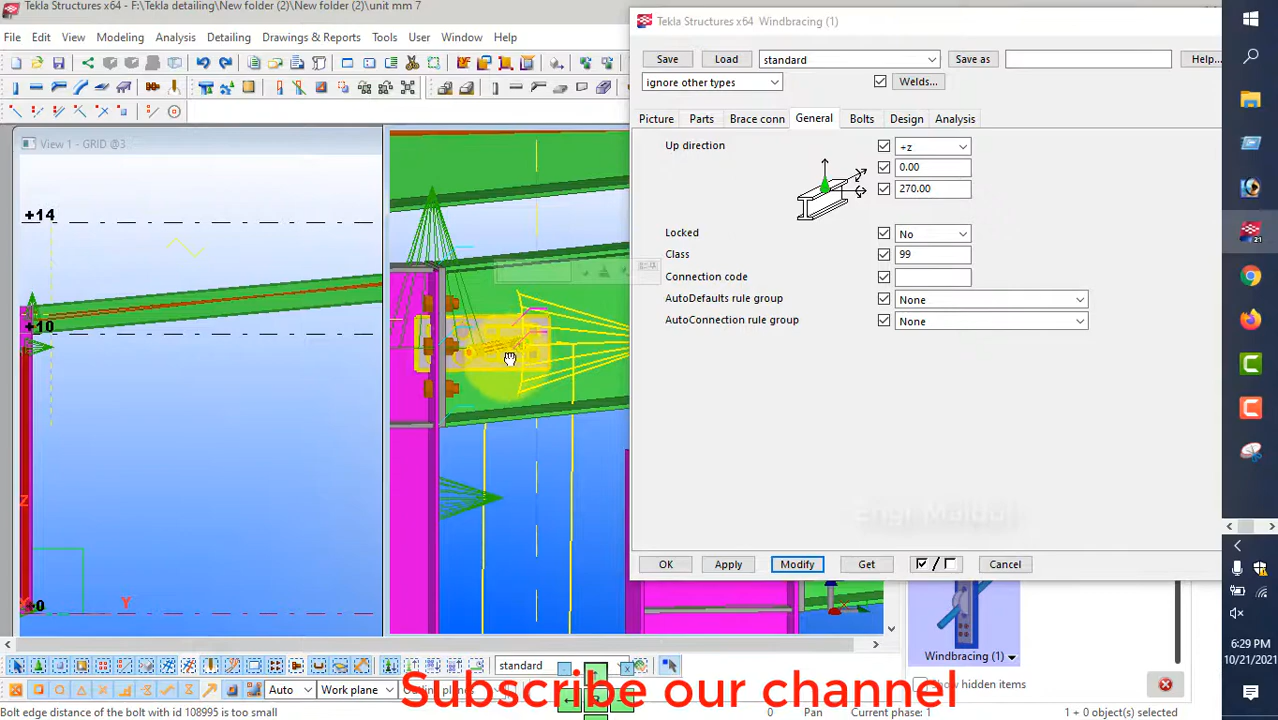 Tekla Structures x64 - F:\Tekla detailing\New folder (2)\New folder (2)\unit mm 7
File Edit View Modeling Analysis Detailing Drawings & Reports Tools User Window Help
View 1 - GRID @3
+14
+10
+0
Z
Y
Tekla Structures x64 Windbracing (1)
Save Load standard Save as Help...
ignore other types Welds...
Picture Parts Brace conn General Bolts Design Analysis
Up direction +z
0.00
270.00
Locked No
Class 99
Connection code
AutoDefaults rule group None
AutoConnection rule group None
OK Apply Modify Get / Cancel
Windbracing (1)
Show hidden items
standard
Auto Work plane
Subscribe our channel
Bolt edge distance of the bolt with id 108995 is too small
0 Pan Current phase: 1 1 + 0 object(s) selected
21
6:29 PM
10/21/2021